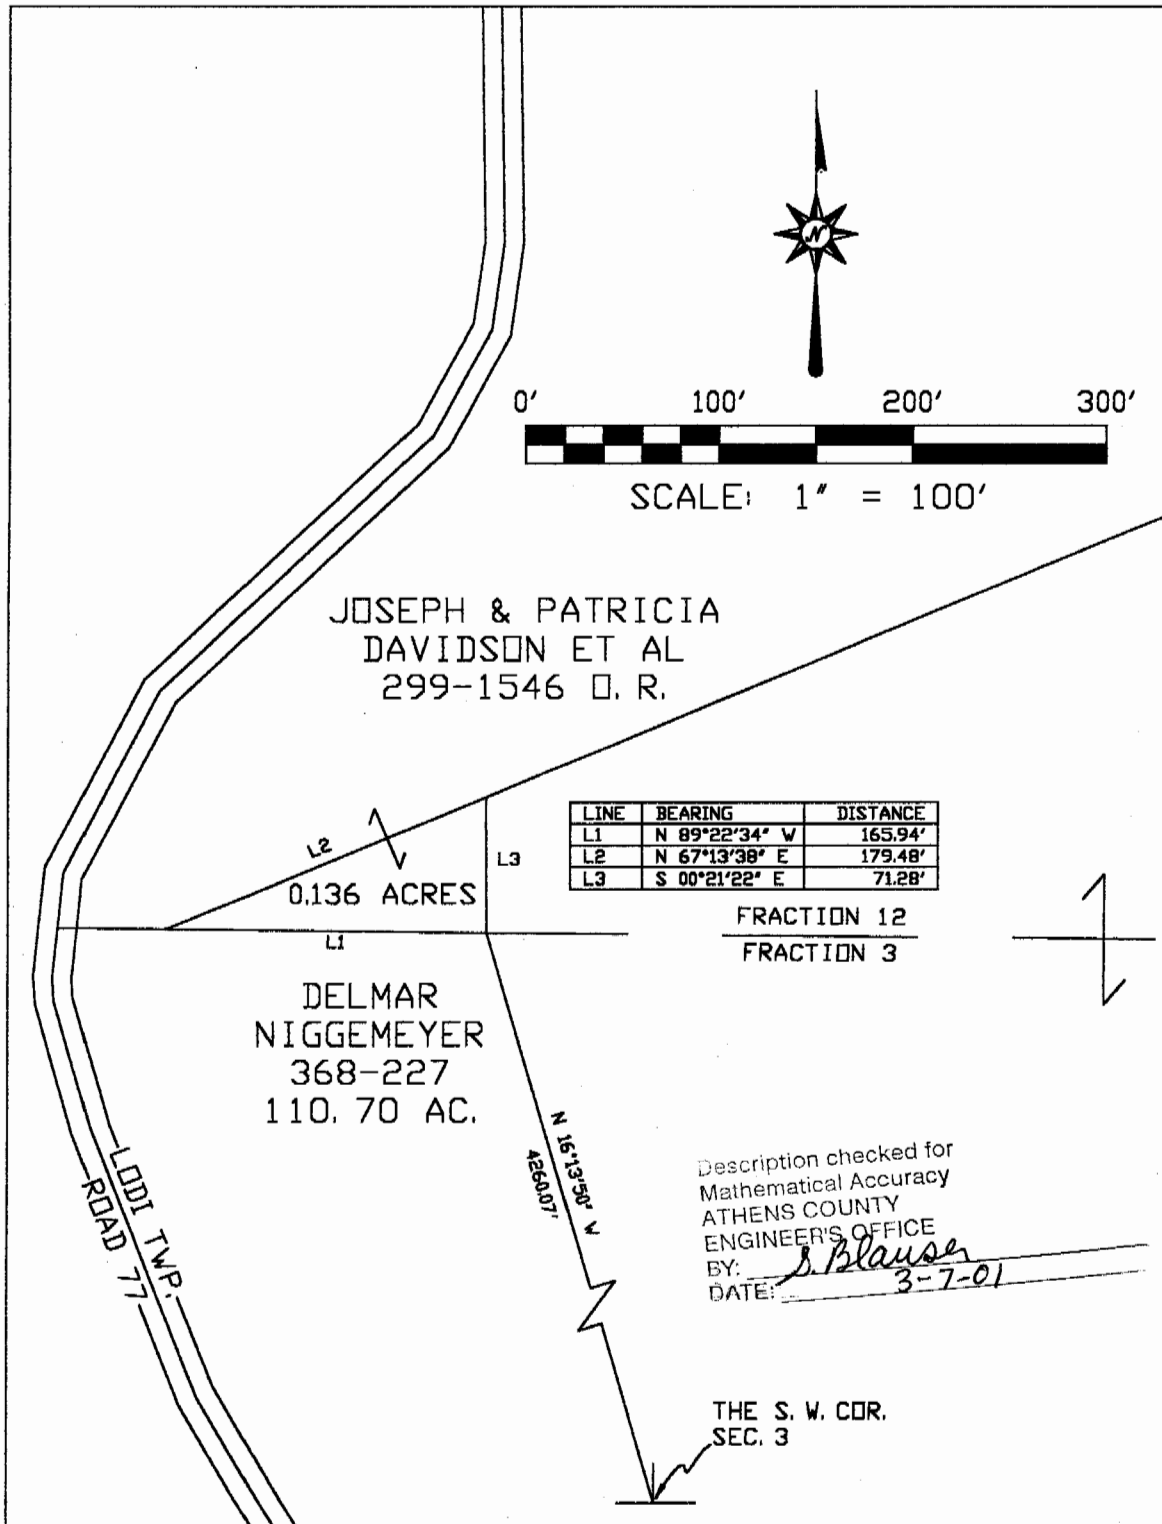 N
0' 100' 200' 300'
SCALE: 1" = 100'
JOSEPH & PATRICIA
DAVIDSON ET AL
299-1546 O. R.
LINE BEARING DISTANCE
L1 N 89°22'34" W 165.94'
L2 N 67°13'38" E 179.48'
L3 S 00°21'22" E 71.28'
L2
L3
0.136 ACRES
L1
FRACTION 12
FRACTION 3
DELMAR
NIGGEMEYER
368-227
110.70 AC.
N 16°13'50" W
4260.07'
LODI TWP.
ROAD 77
Description checked for
Mathematical Accuracy
ATHENS COUNTY
ENGINEER'S OFFICE
BY: S. Blauser
DATE: 3-7-01
THE S. W. COR.
SEC. 3